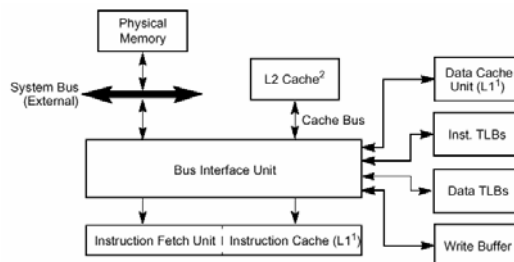 Physical
Memory
System Bus
(External)
L2 Cache²
Cache Bus
Data Cache
Unit (L1¹)
Inst. TLBs
Bus Interface Unit
Data TLBs
Instruction Fetch Unit
Instruction Cache (L1¹)
Write Buffer